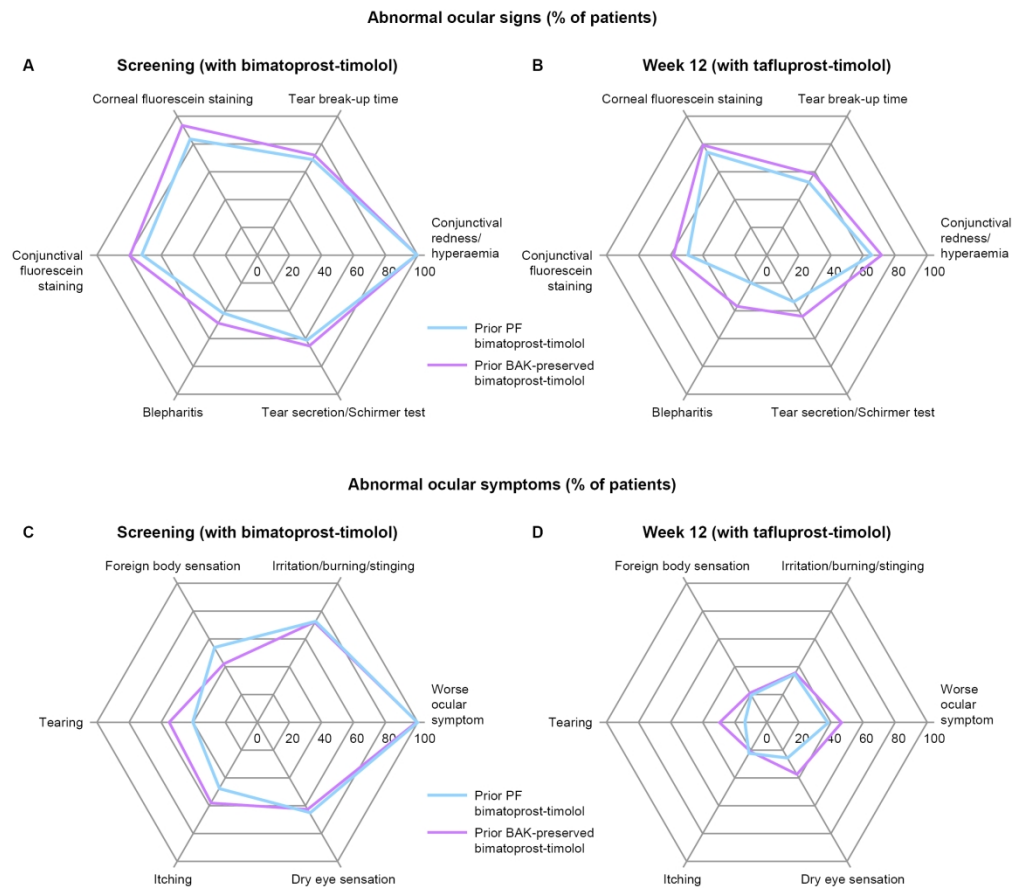 Abnormal ocular signs (% of patients)
A
Screening (with bimatoprost-timolol)
Corneal fluorescein staining
Tear break-up time
Conjunctival
redness/
hyperaemia
Conjunctival
fluorescein
staining
0 20 40 60 80 100
Blepharitis
Tear secretion/Schirmer test
Prior PF
bimatoprost-timolol
Prior BAK-preserved
bimatoprost-timolol
B
Week 12 (with tafluprost-timolol)
Corneal fluorescein staining
Tear break-up time
Conjunctival
redness/
hyperaemia
Conjunctival
fluorescein
staining
0 20 40 60 80 100
Blepharitis
Tear secretion/Schirmer test
Abnormal ocular symptoms (% of patients)
C
Screening (with bimatoprost-timolol)
Foreign body sensation
Irritation/burning/stinging
Worse
ocular
symptom
Tearing
0 20 40 60 80 100
Itching
Dry eye sensation
Prior PF
bimatoprost-timolol
Prior BAK-preserved
bimatoprost-timolol
D
Week 12 (with tafluprost-timolol)
Foreign body sensation
Irritation/burning/stinging
Worse
ocular
symptom
Tearing
0 20 40 60 80 100
Itching
Dry eye sensation